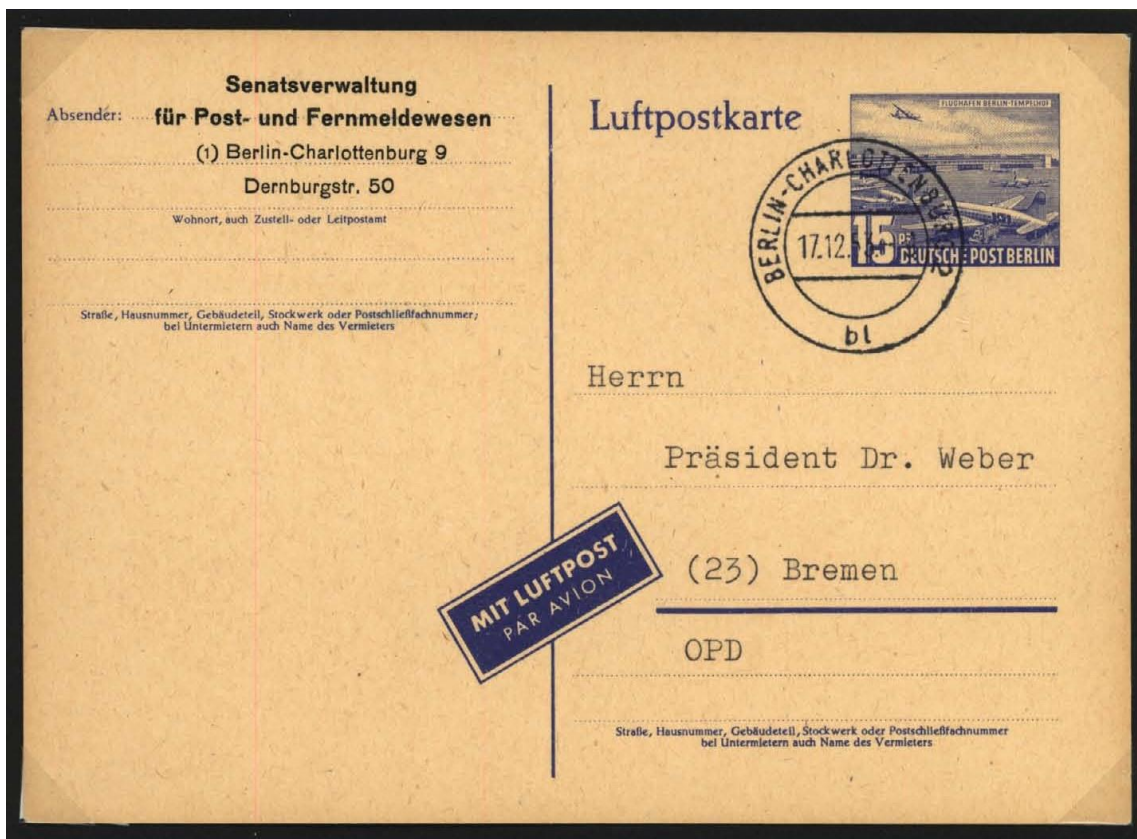 Senatsverwaltung
Absender: für Post- und Fernmeldewesen
(1) Berlin-Charlottenburg 9
Dernburgstr. 50
Wohnort, auch Zustell- oder Leitpostamt
Straße, Hausnummer, Gebäudeteil, Stockwerk oder Postschließfachnummer;
bei Untermietern auch Name des Vermieters
Luftpostkarte
FLUGHAFEN BERLIN-TEMPELHOF
15 PF
DEUTSCHE POST BERLIN
BERLIN-CHARLOTTENBURG 2
17.12.
bl
Herrn
Präsident Dr. Weber
(23) Bremen
OPD
MIT LUFTPOST
PAR AVION
Straße, Hausnummer, Gebäudeteil, Stockwerk oder Postschließfachnummer
bei Untermietern auch Name des Vermieters